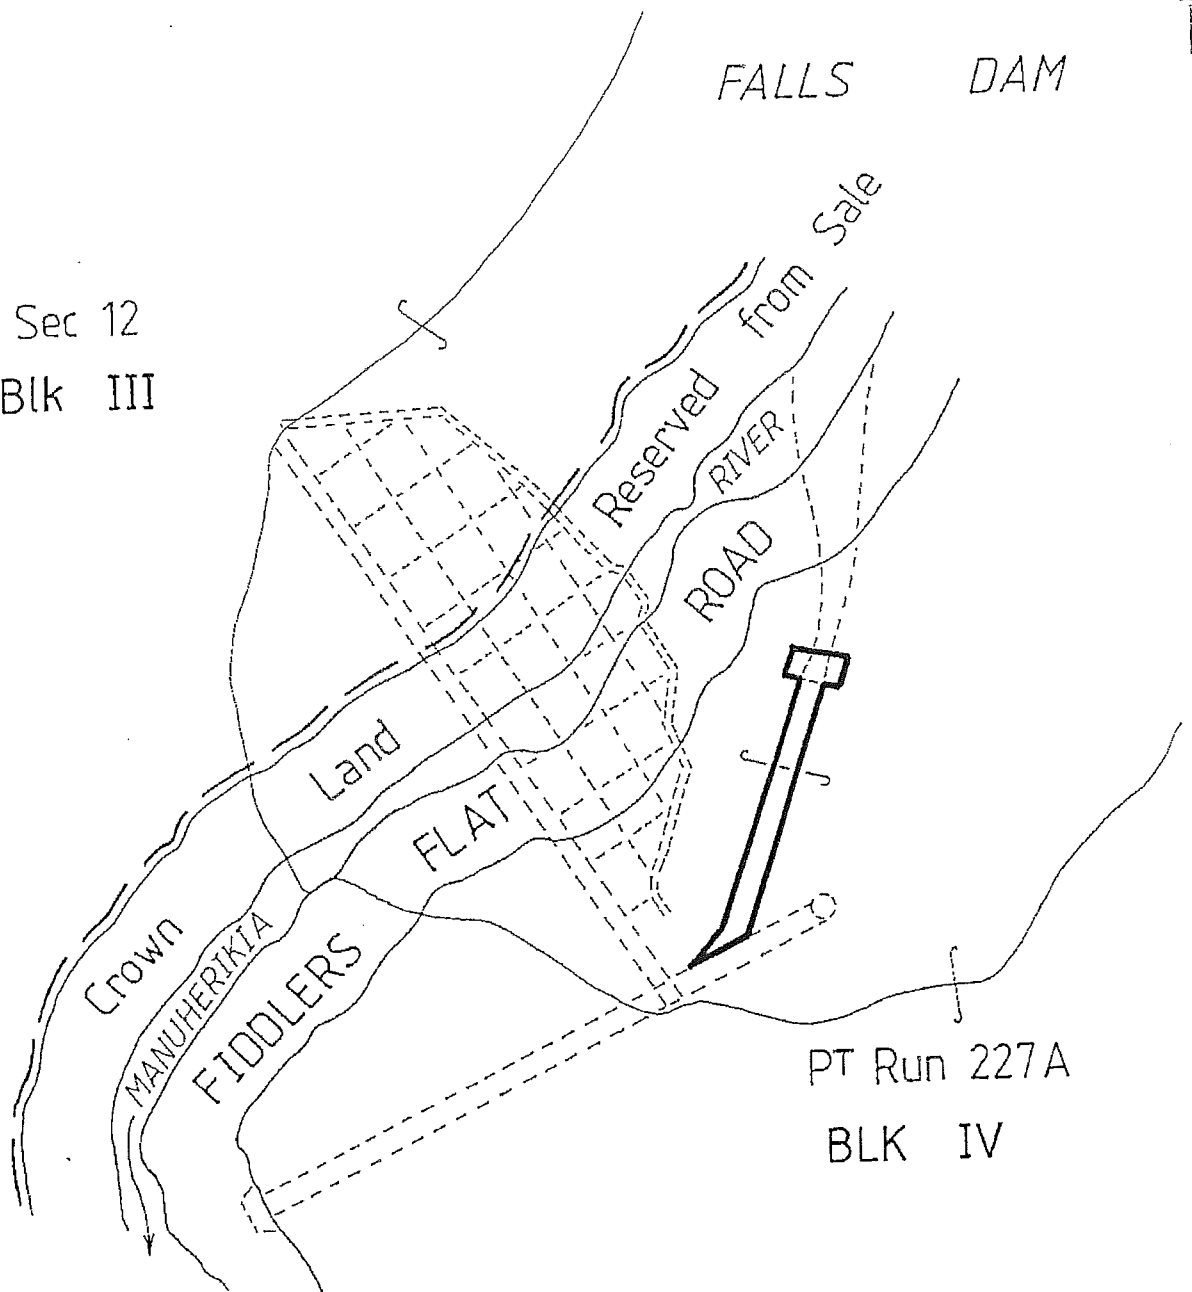 FALLS DAM
Sec 12
Blk III
Crown Land Reserved from Sale
MANUHERIKIA RIVER
FIDDLERS FLAT ROAD
PT Run 227A
BLK IV